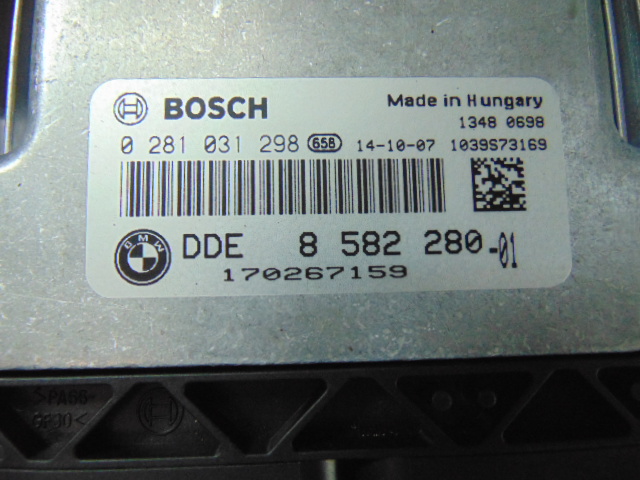 BOSCH
Made in Hungary
1348 0698
0 281 031 298 658 14-10-07 1039S73169
BMW
DDE 8 582 280-01
170267159
>PA66-